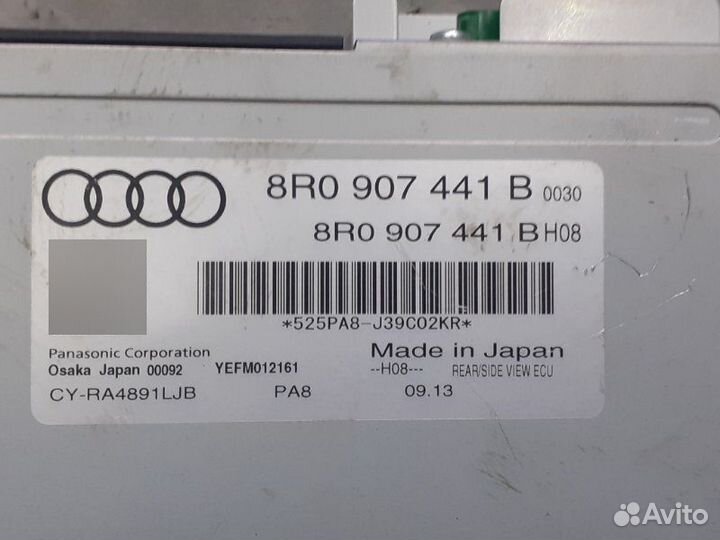 8R0 907 441 B 0030
8R0 907 441 B H08
*525PA8-J39C02KR*
Panasonic Corporation
Made in Japan
Osaka Japan 00092 YEFM012161
--H08--- REAR/SIDE VIEW ECU
CY-RA4891LJB PA8 09.13
Avito